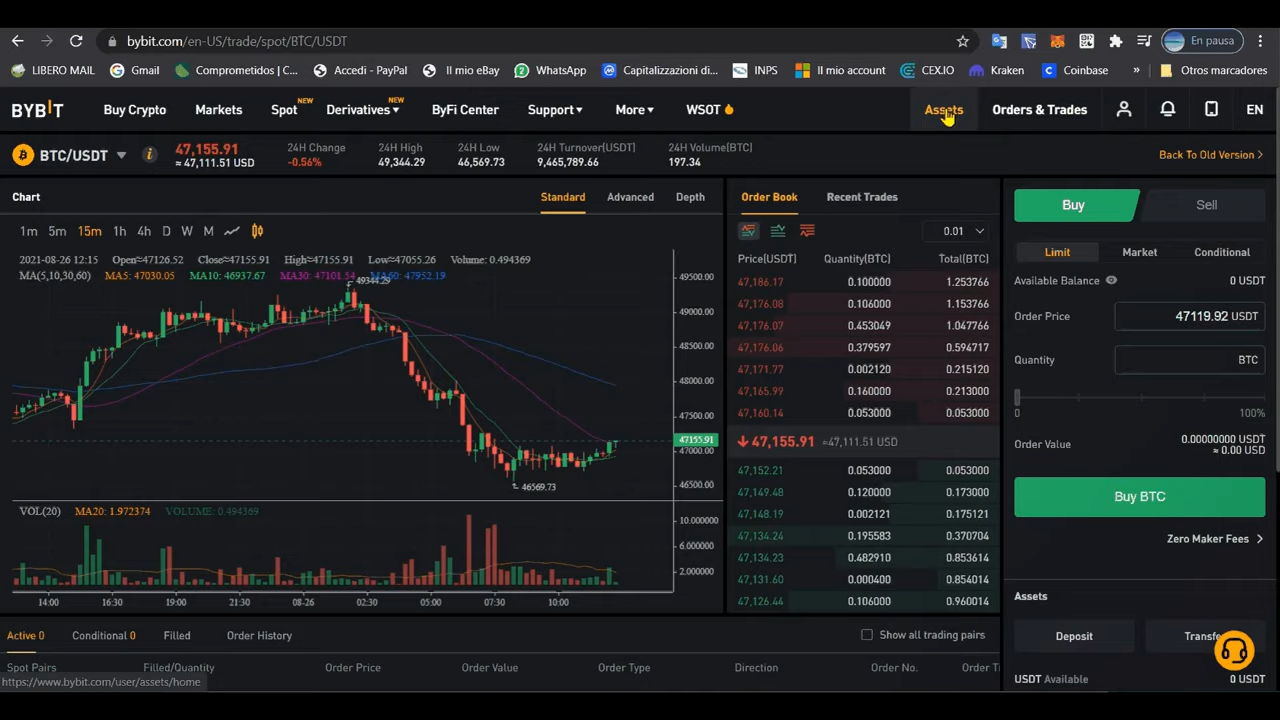 bybit.com/en-US/trade/spot/BTC/USDT
En pausa
LIBERO MAIL
Gmail
Comprometidos | C...
Accedi - PayPal
Il mio eBay
WhatsApp
Capitalizzazioni di...
INPS
Il mio account
CEX.IO
Kraken
Coinbase
»
Otros marcadores
BYBIT
Buy Crypto
Markets
Spot NEW
Derivatives NEW
ByFi Center
Support
More
WSOT
Assets
Orders & Trades
EN
BTC/USDT
47,155.91
≈ 47,111.51 USD
24H Change
-0.56%
24H High
49,344.29
24H Low
46,569.73
24H Turnover(USDT)
9,465,789.66
24H Volume(BTC)
197.34
Back To Old Version >
Chart
Standard
Advanced
Depth
1m 5m 15m 1h 4h D W M
2021-08-26 12:15 Open≈47126.52 Close≈47155.91 High≈47155.91 Low≈47055.26 Volume: 0.494369
MA(5,10,30,60) MA5: 47030.05 MA10: 46937.67 MA30: 47101.54 MA60: 47952.19
49344.29
49500.00
49000.00
48500.00
48000.00
47500.00
47155.91
47000.00
46500.00
46569.73
VOL(20) MA20: 1.972374 VOLUME: 0.494369
10.000000
6.000000
2.000000
14:00 16:30 19:00 21:30 08-26 02:30 05:00 07:30 10:00
Order Book
Recent Trades
0.01
Price(USDT) Quantity(BTC) Total(BTC)
47,186.17 0.100000 1.253766
47,176.08 0.106000 1.153766
47,176.07 0.453049 1.047766
47,176.06 0.379597 0.594717
47,171.77 0.002120 0.215120
47,165.99 0.160000 0.213000
47,160.14 0.053000 0.053000
47,155.91 ≈47,111.51 USD
47,152.21 0.053000 0.053000
47,149.48 0.120000 0.173000
47,148.19 0.002121 0.175121
47,134.24 0.195583 0.370704
47,134.23 0.482910 0.853614
47,131.60 0.000400 0.854014
47,126.44 0.106000 0.960014
Buy
Sell
Limit
Market
Conditional
Available Balance
0 USDT
Order Price
47119.92 USDT
Quantity
BTC
0
100%
Order Value
0.00000000 USDT
≈ 0.00 USD
Buy BTC
Zero Maker Fees >
Assets
Deposit
USDT Available
0 USDT
Active 0
Conditional 0
Filled
Order History
Show all trading pairs
Spot Pairs
Filled/Quantity
Order Price
Order Value
Order Type
Direction
Order No.
https://www.bybit.com/user/assets/home